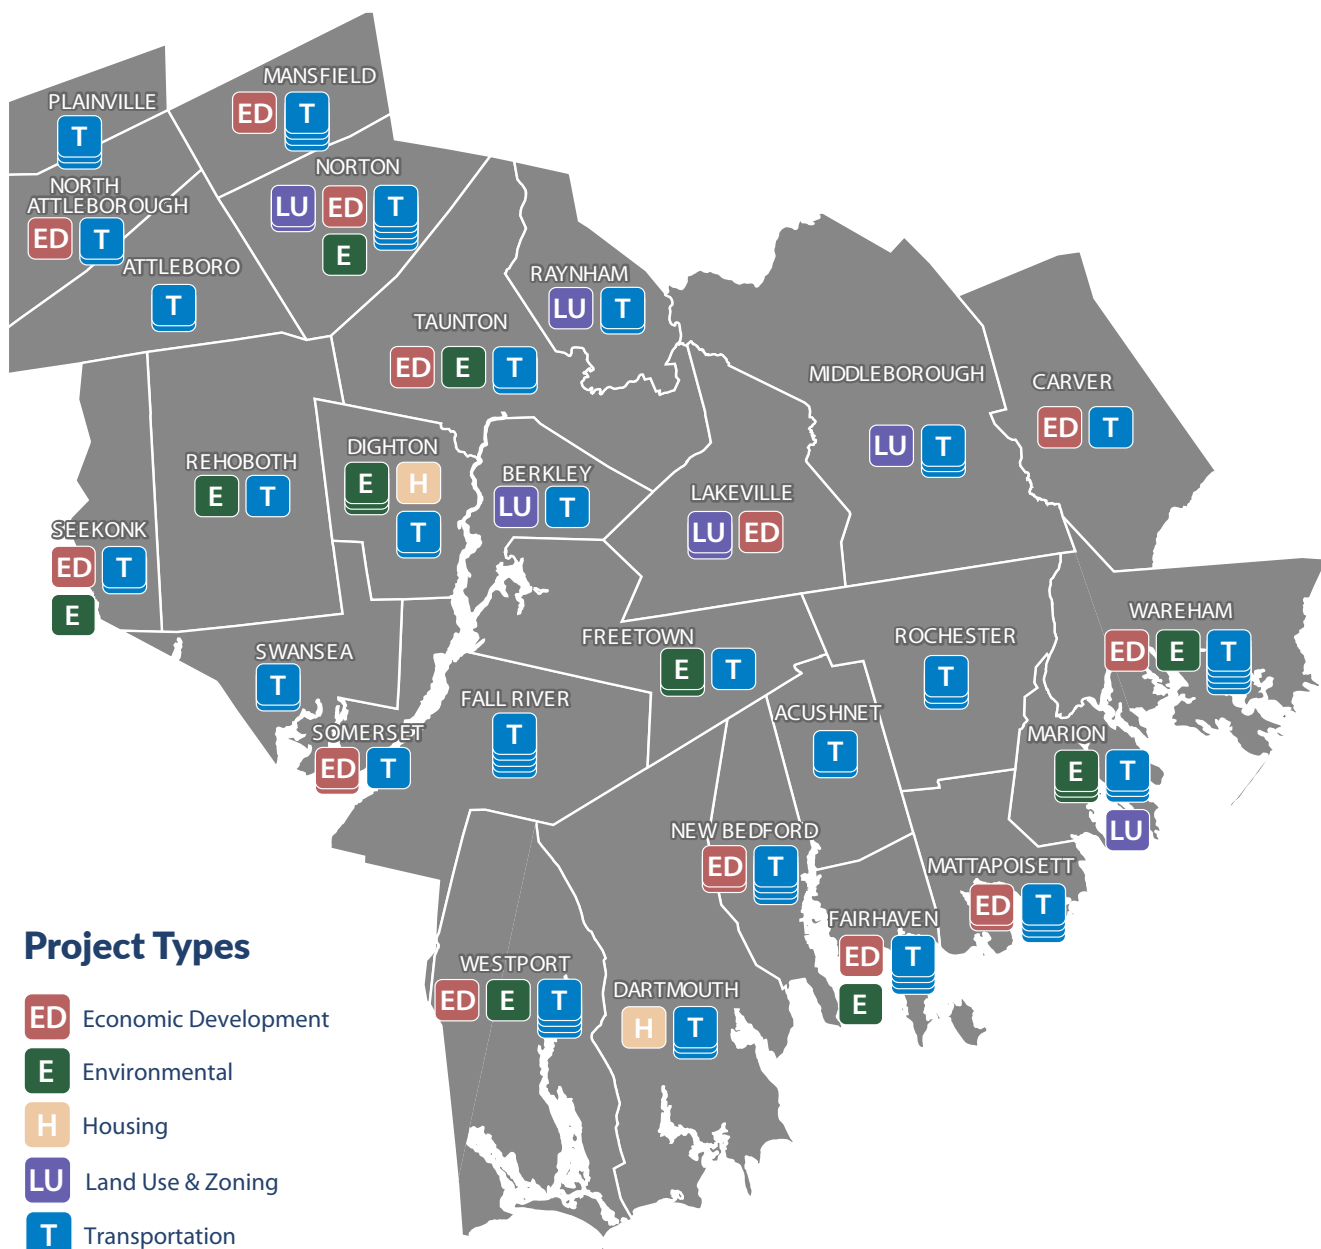 MANSFIELD
ED T
PLAINVILLE
T
NORTON
LU ED T
E
NORTH
ATTLEBOROUGH
ED T
ATTLEBORO
T
RAYNHAM
LU T
TAUNTON
ED E T
MIDDLEBOROUGH
LU T
CARVER
ED T
DIGHTON
E H
T
REHOBOTH
E T
BERKLEY
LU T
LAKEVILLE
LU ED
SEEKONK
ED T
E
WAREHAM
ED E T
FREETOWN
E T
ROCHESTER
T
SWANSEA
T
FALL RIVER
T
ACUSHNET
T
SOMERSET
ED T
MARION
E T
LU
NEW BEDFORD
ED T
MATTAPOISETT
ED T
FAIRHAVEN
ED T
E
WESTPORT
ED E T
DARTMOUTH
H T
Project Types
ED Economic Development
E Environmental
H Housing
LU Land Use & Zoning
T Transportation